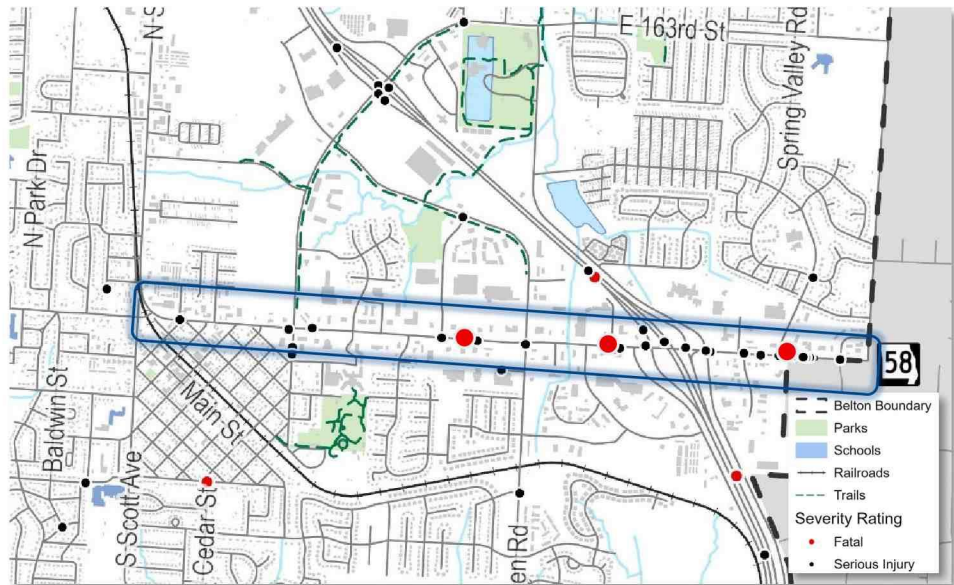 N S
E 163rd St
Spring Valley Rd
N Park Dr
58
Main St
Baldwin St
S Scott Ave
Cedar St
en Rd
Belton Boundary
Parks
Schools
Railroads
Trails
Severity Rating
Fatal
Serious Injury